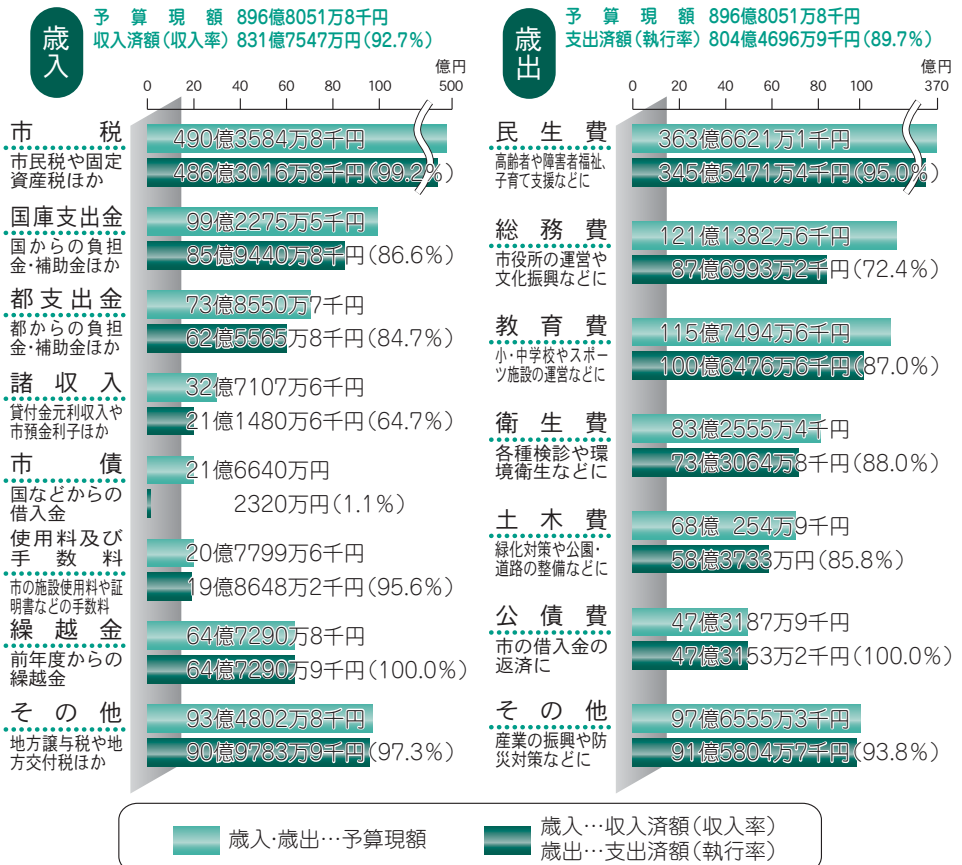 歳入
予算現額 896億8051万8千円
収入済額(収入率) 831億7547万円(92.7%)
億円
0 20 40 60 80 100 500
市税
市民税や固定
資産税ほか
490億3584万8千円
486億3016万8千円(99.2%)
国庫支出金
国からの負担
金・補助金ほか
99億2275万5千円
85億9440万8千円(86.6%)
都支出金
都からの負担
金・補助金ほか
73億8550万7千円
62億5565万8千円(84.7%)
諸収入
貸付金元利収入や
市預金利子ほか
32億7107万6千円
21億1480万6千円(64.7%)
市債
国などからの
借入金
21億6640万円
2320万円(1.1%)
使用料及び
手数料
市の施設使用料や証
明書などの手数料
20億7799万6千円
19億8648万2千円(95.6%)
繰越金
前年度からの
繰越金
64億7290万8千円
64億7290万9千円(100.0%)
その他
地方譲与税や地
方交付税ほか
93億4802万8千円
90億9783万9千円(97.3%)
歳出
予算現額 896億8051万8千円
支出済額(執行率) 804億4696万9千円(89.7%)
億円
0 20 40 60 80 100 370
民生費
高齢者や障害者福祉、
子育て支援などに
363億6621万1千円
345億5471万4千円(95.0%)
総務費
市役所の運営や
文化振興などに
121億1382万6千円
87億6993万2千円(72.4%)
教育費
小・中学校やスポー
ツ施設の運営などに
115億7494万6千円
100億6476万6千円(87.0%)
衛生費
各種検診や環
境衛生などに
83億2555万4千円
73億3064万8千円(88.0%)
土木費
緑化対策や公園・
道路の整備などに
68億 254万9千円
58億3733万円(85.8%)
公債費
市の借入金の
返済に
47億3187万9千円
47億3153万2千円(100.0%)
その他
産業の振興や防
災対策などに
97億6555万3千円
91億5804万7千円(93.8%)
歳入・歳出…予算現額
歳入…収入済額(収入率)
歳出…支出済額(執行率)